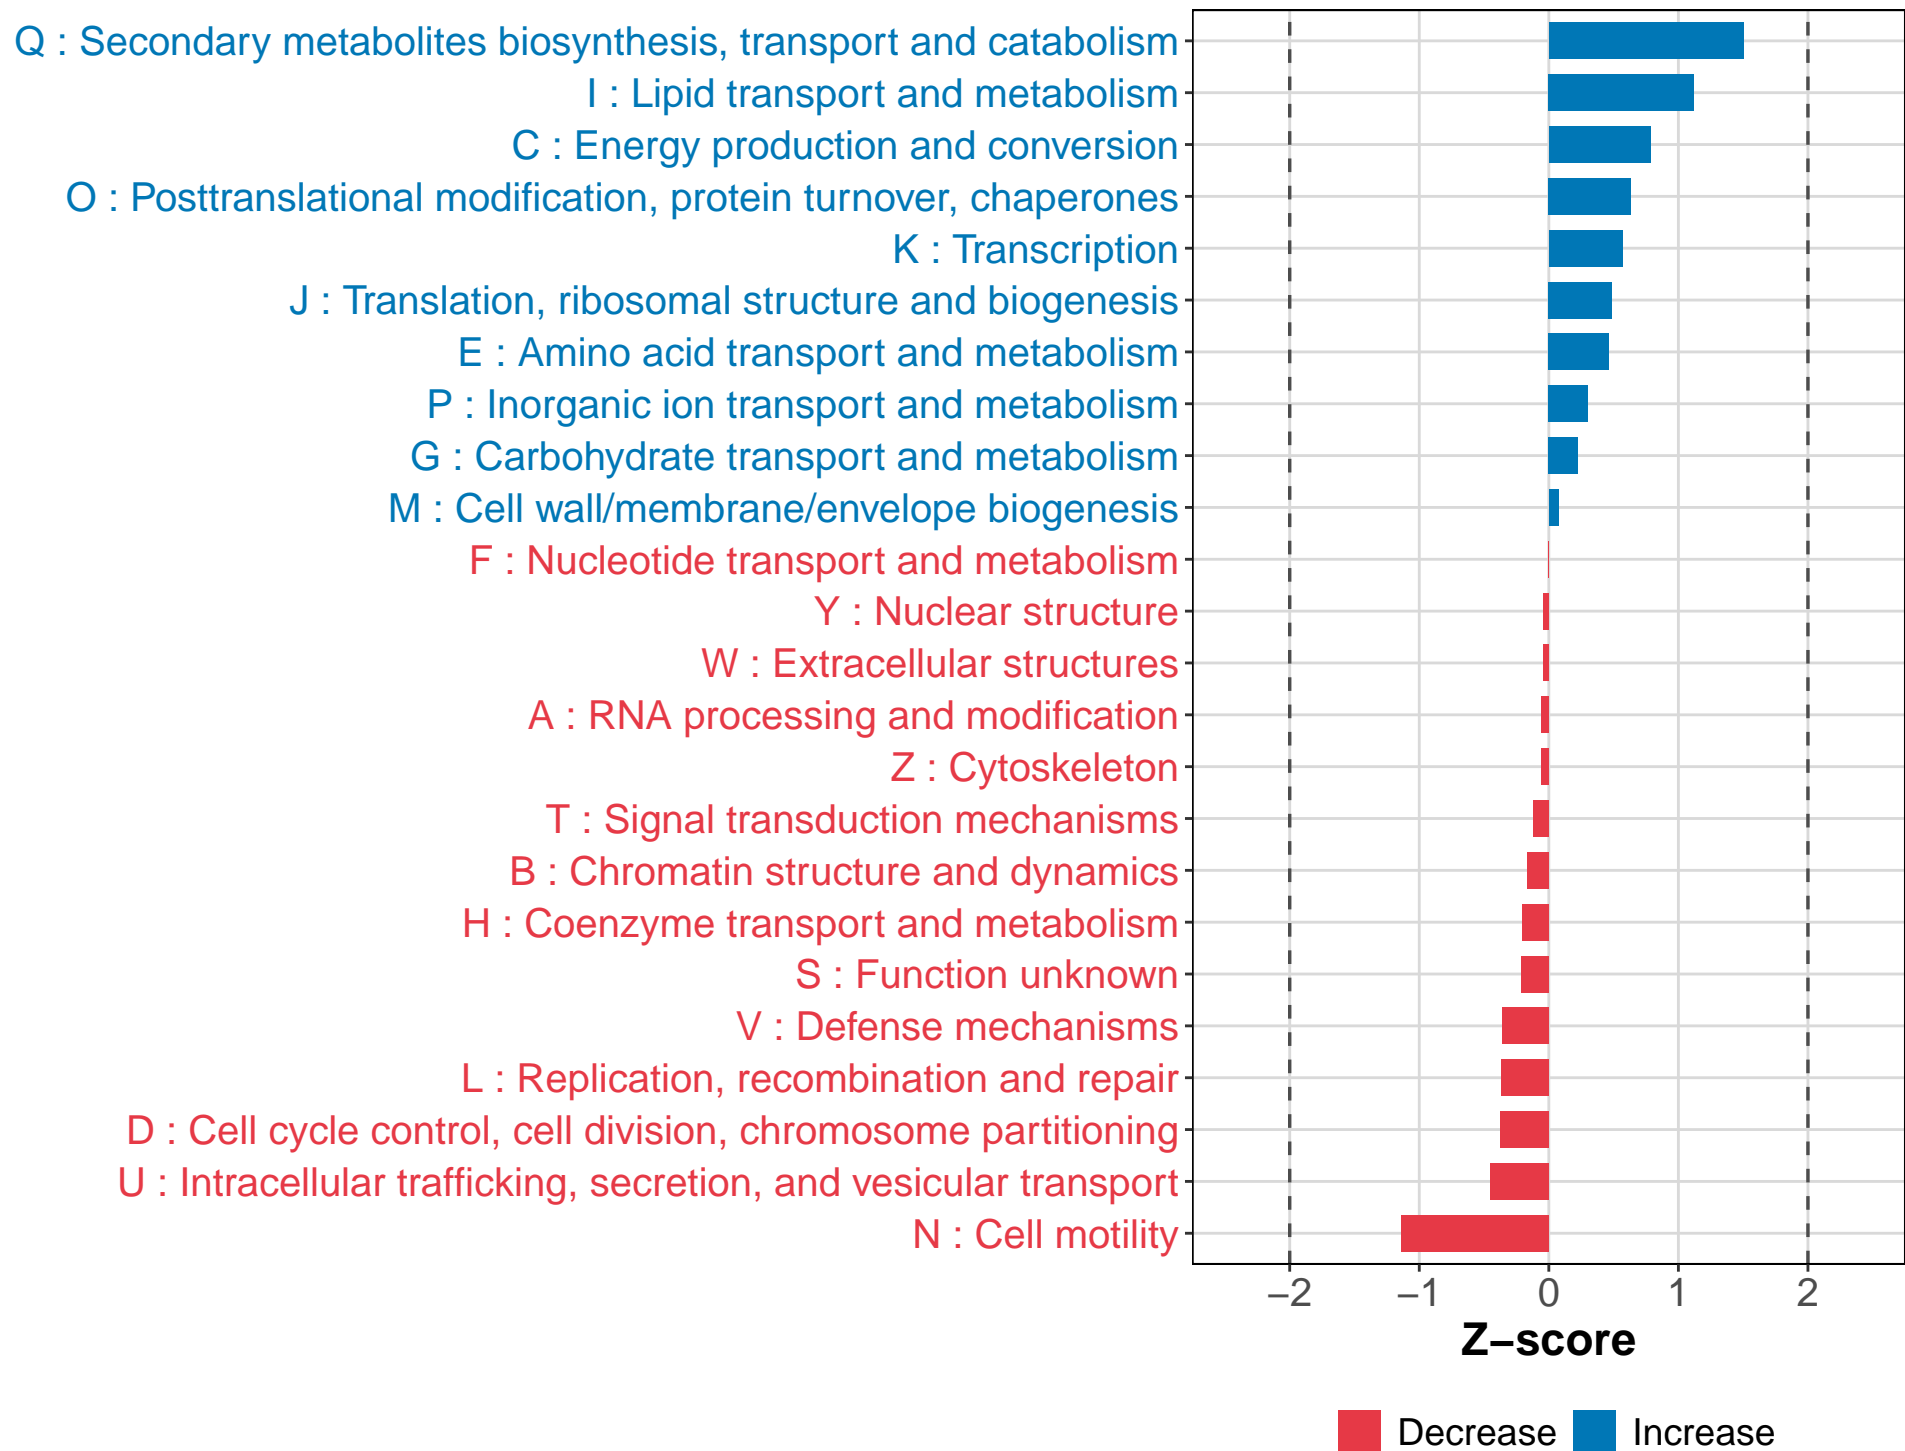 Q : Secondary metabolites biosynthesis, transport and catabolism
I : Lipid transport and metabolism
C : Energy production and conversion
O : Posttranslational modification, protein turnover, chaperones
K : Transcription
J : Translation, ribosomal structure and biogenesis
E : Amino acid transport and metabolism
P : Inorganic ion transport and metabolism
G : Carbohydrate transport and metabolism
M : Cell wall/membrane/envelope biogenesis
F : Nucleotide transport and metabolism
Y : Nuclear structure
W : Extracellular structures
A : RNA processing and modification
Z : Cytoskeleton
T : Signal transduction mechanisms
B : Chromatin structure and dynamics
H : Coenzyme transport and metabolism
S : Function unknown
V : Defense mechanisms
L : Replication, recombination and repair
D : Cell cycle control, cell division, chromosome partitioning
U : Intracellular trafficking, secretion, and vesicular transport
N : Cell motility
−2 −1 0 1 2
Z−score
Decrease Increase